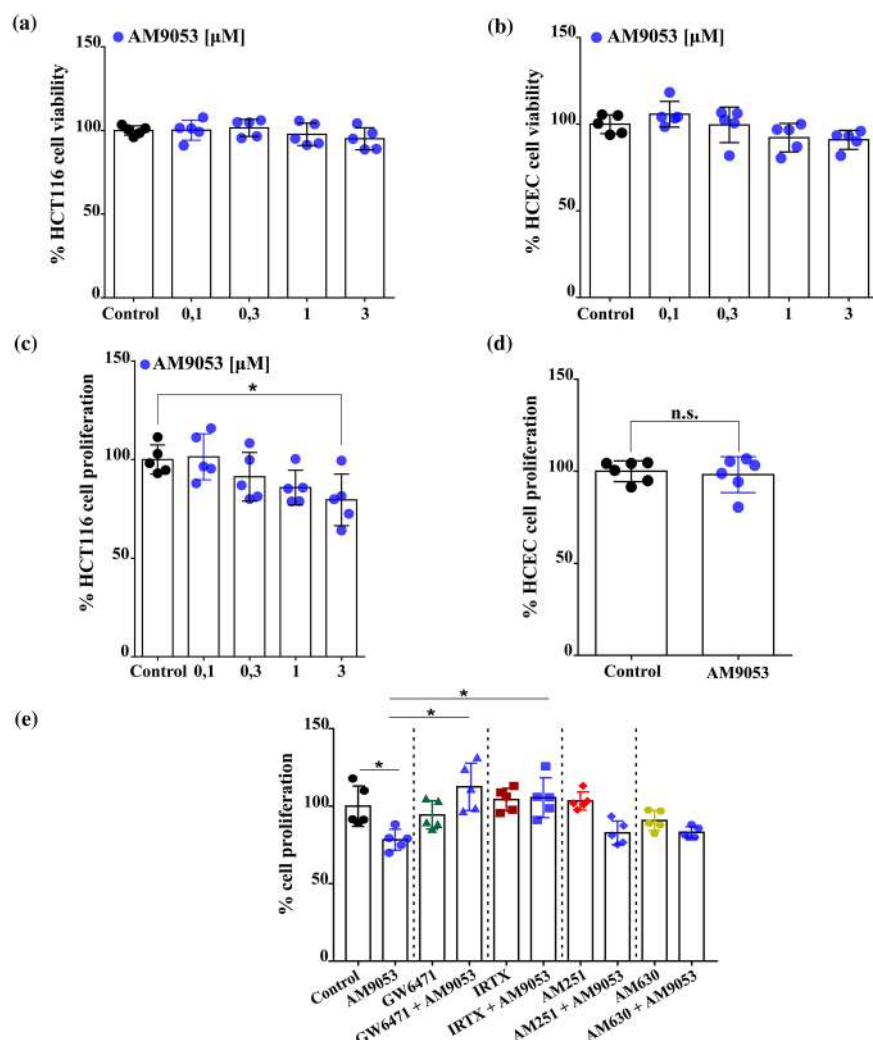 (a)
AM9053 [µM]
% HCT116 cell viability
150
100
50
0
Control 0,1 0,3 1 3
(b)
AM9053 [µM]
% HCEC cell viability
150
100
50
0
Control 0,1 0,3 1 3
(c)
AM9053 [µM]
*
% HCT116 cell proliferation
150
100
50
0
Control 0,1 0,3 1 3
(d)
n.s.
% HCEC cell proliferation
150
100
50
0
Control AM9053
(e)
*
*
*
% cell proliferation
150
100
50
0
Control
AM9053
GW6471
GW6471 + AM9053
IRTX
IRTX + AM9053
AM251
AM251 + AM9053
AM630
AM630 + AM9053